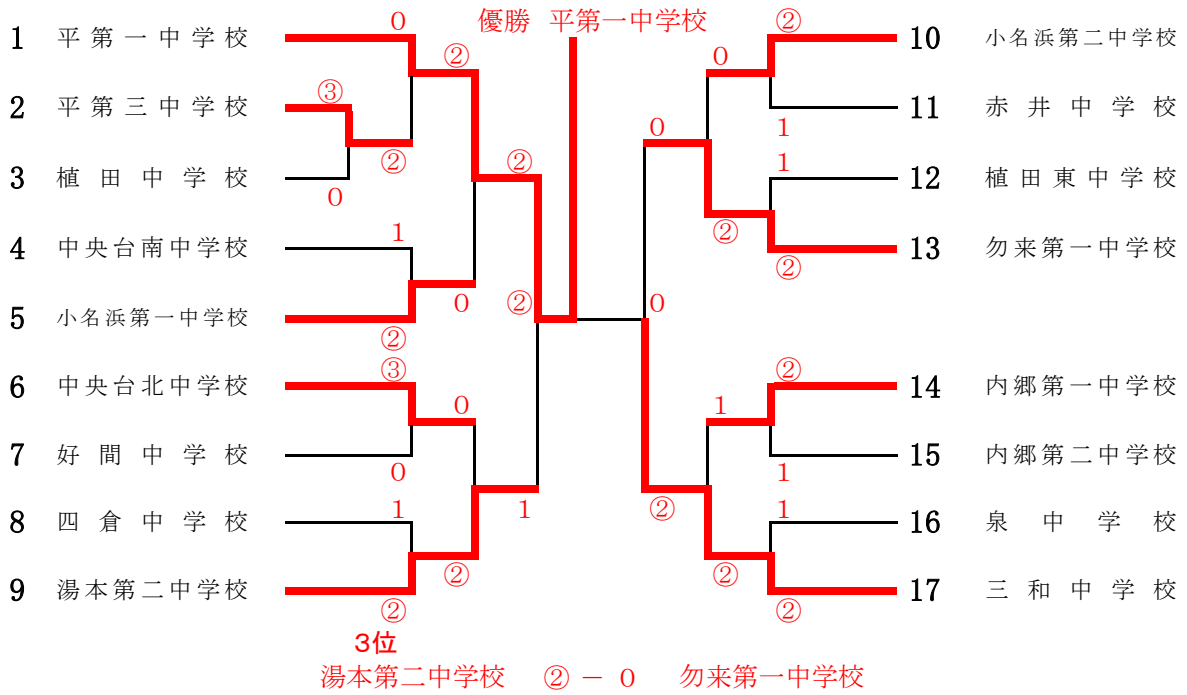 優勝 平第一中学校
0
1 平第一中学校
②
③
2 平第三中学校
②
②
3 植田中学校
0
1
4 中央台南中学校
0
②
5 小名浜第一中学校
②
③
6 中央台北中学校
0
7 好間中学校
0
1
8 四倉中学校
1
②
9 湯本第二中学校
②
②
10 小名浜第二中学校
0
11 赤井中学校
1
0
1
12 植田東中学校
②
13 勿来第一中学校
②
0
②
14 内郷第一中学校
1
15 内郷第二中学校
1
②
1
16 泉中学校
②
17 三和中学校
②
3位
湯本第二中学校 ② － 0 勿来第一中学校